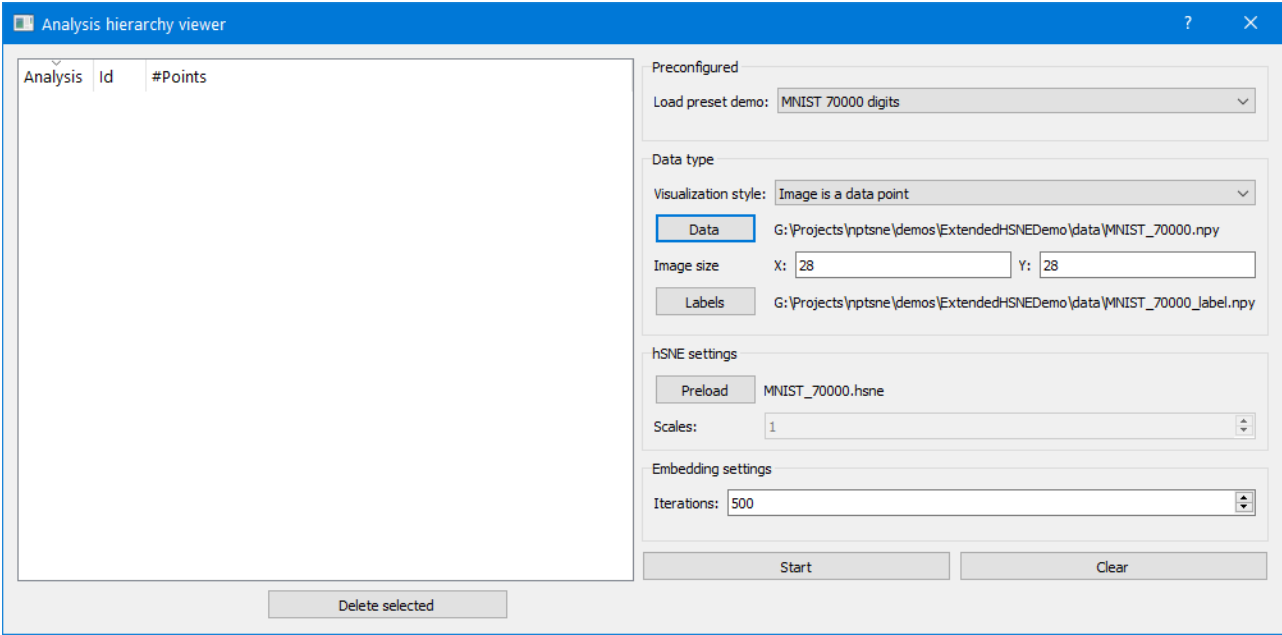 Analysis hierarchy viewer ? ×
Analysis Id #Points
Delete selected
Preconfigured
Load preset demo: MNIST 70000 digits
Data type
Visualization style: Image is a data point
Data G:\Projects\nptsne\demos\ExtendedHSNEDemo\data\MNIST_70000.npy
Image size X: 28 Y: 28
Labels G:\Projects\nptsne\demos\ExtendedHSNEDemo\data\MNIST_70000_label.npy
hSNE settings
Preload MNIST_70000.hsne
Scales: 1
Embedding settings
Iterations: 500
Start Clear